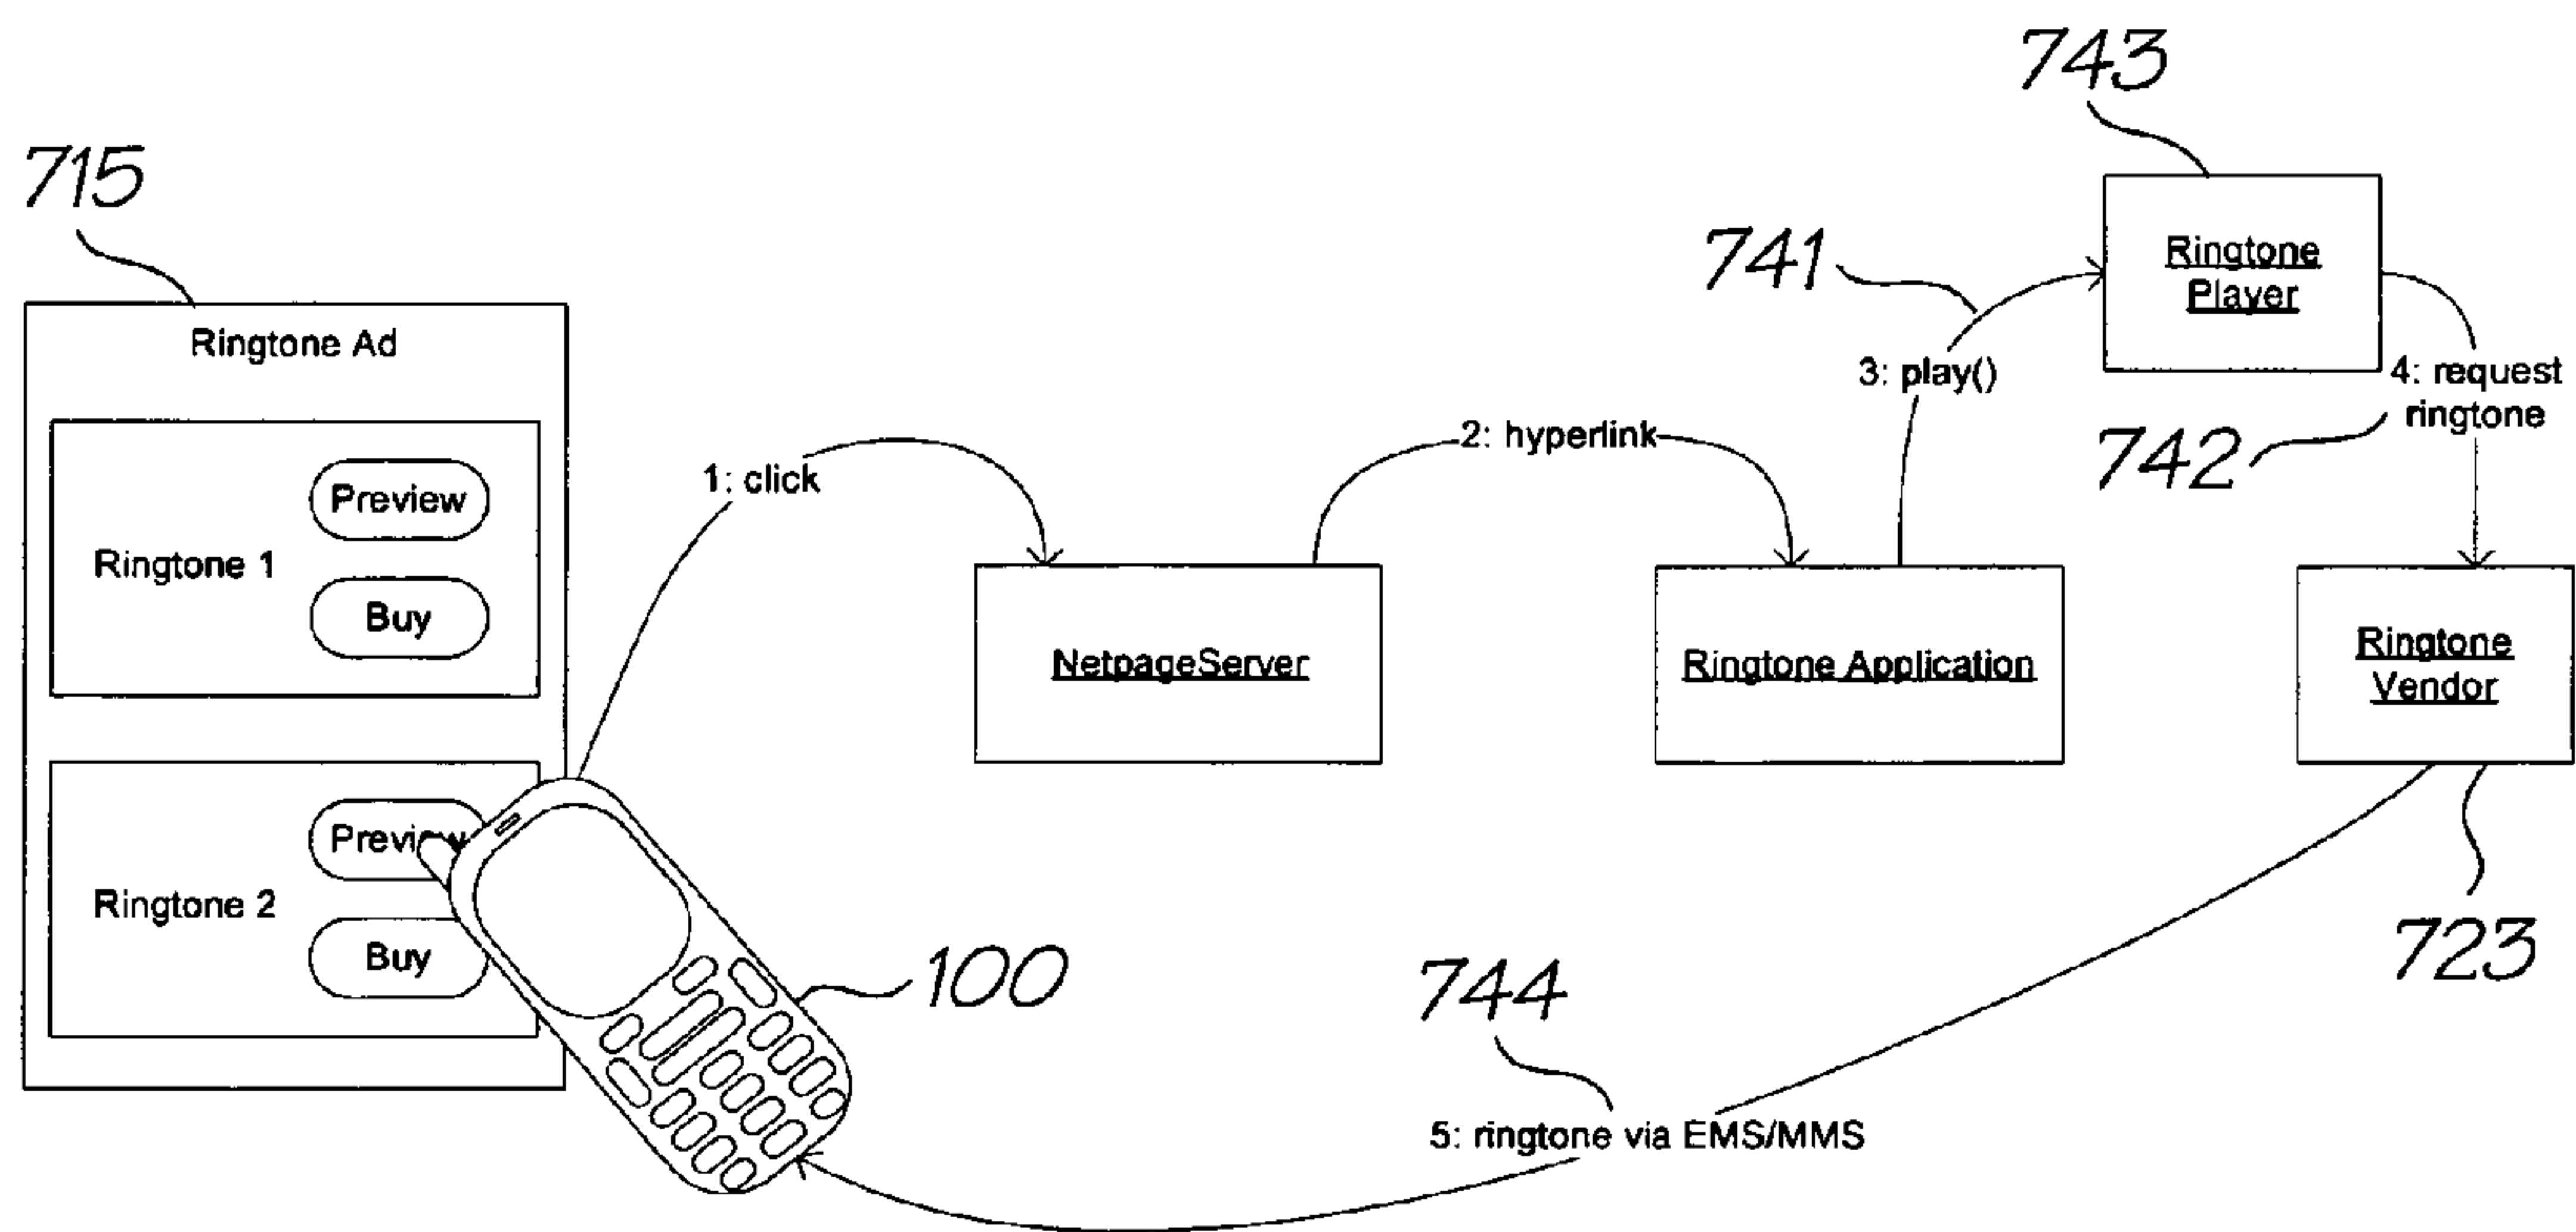 743
715
741
Ringtone
Player
Ringtone Ad
3: play()
4: request
ringtone
2: hyperlink
742
1: click
Preview
Ringtone 1
Buy
NetpageServer
Ringtone Application
Ringtone
Vendor
Ringtone 2
Buy
100
744
723
5: ringtone via EMS/MMS